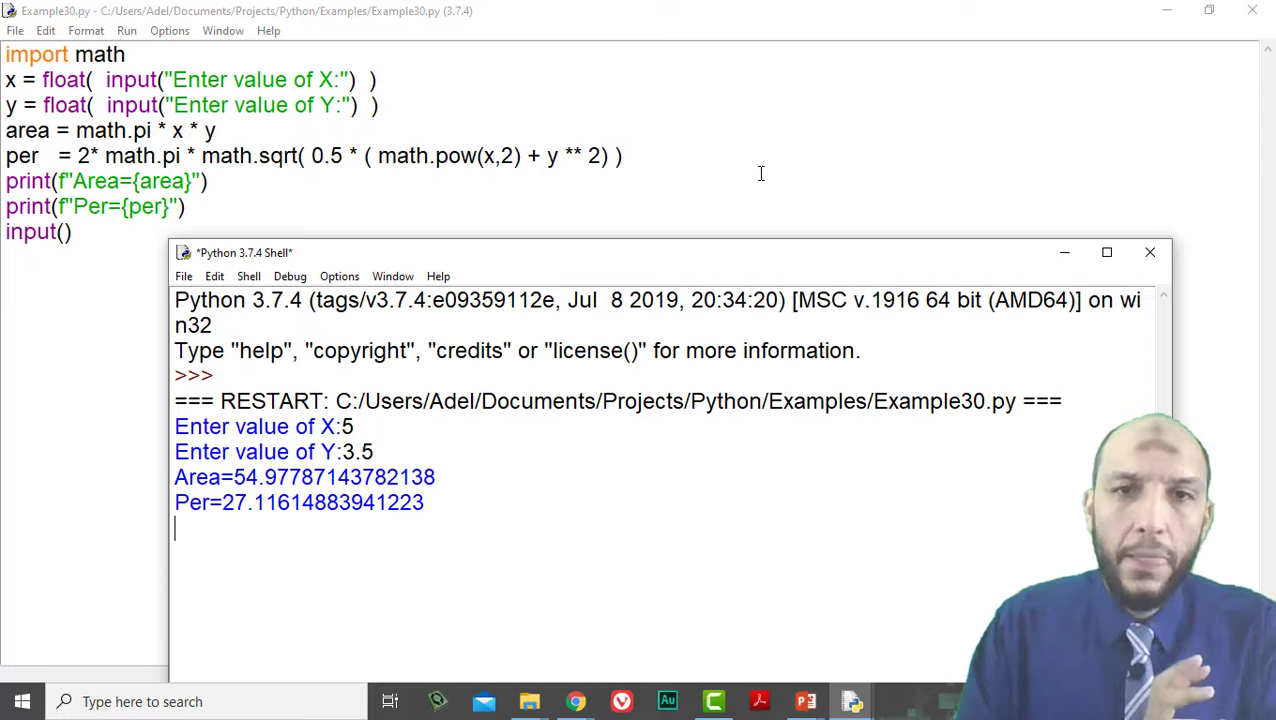 Example30.py - C:/Users/Adel/Documents/Projects/Python/Examples/Example30.py (3.7.4)
File Edit Format Run Options Window Help
import math
x = float(  input("Enter value of X:")  )
y = float(  input("Enter value of Y:")  )
area = math.pi * x * y
per   = 2* math.pi * math.sqrt( 0.5 * ( math.pow(x,2) + y ** 2) )
print(f"Area={area}")
print(f"Per={per}")
input()
*Python 3.7.4 Shell*
File Edit Shell Debug Options Window Help
Python 3.7.4 (tags/v3.7.4:e09359112e, Jul  8 2019, 20:34:20) [MSC v.1916 64 bit (AMD64)] on wi
n32
Type "help", "copyright", "credits" or "license()" for more information.
>>>
=== RESTART: C:/Users/Adel/Documents/Projects/Python/Examples/Example30.py ===
Enter value of X:5
Enter value of Y:3.5
Area=54.97787143782138
Per=27.11614883941223
Type here to search
Au